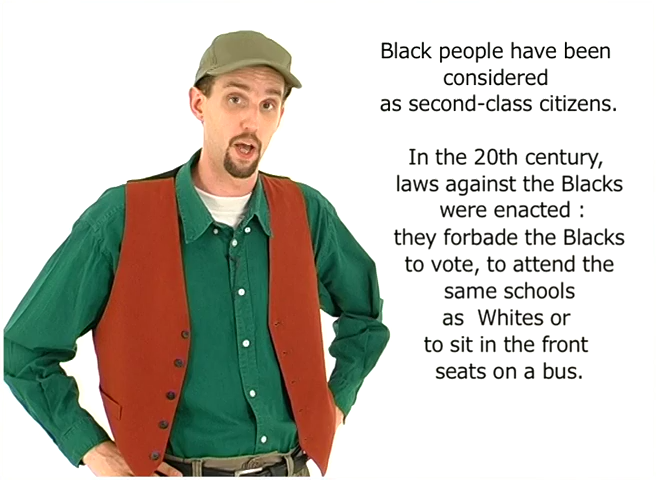 Black people have been
considered
as second-class citizens.
In the 20th century,
laws against the Blacks
were enacted :
they forbade the Blacks
to vote, to attend the
same schools
as Whites or
to sit in the front
seats on a bus.